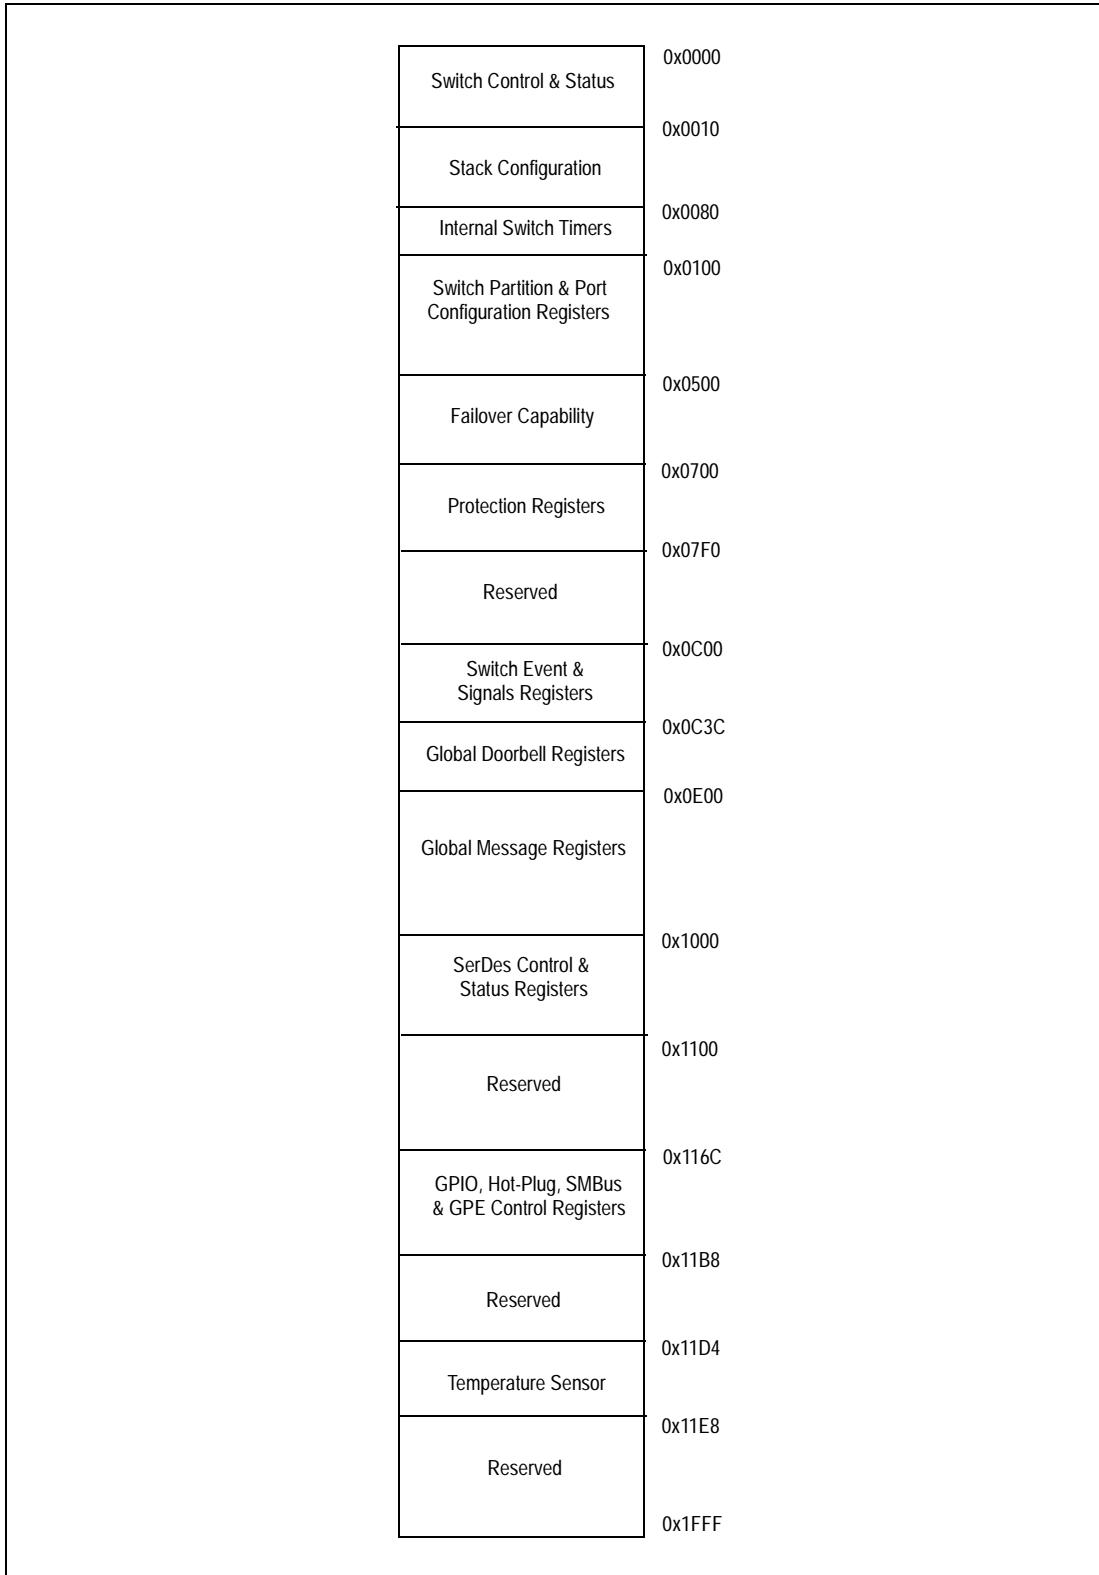 0x0000
Switch Control & Status
0x0010
Stack Configuration
0x0080
Internal Switch Timers
0x0100
Switch Partition & Port
Configuration Registers
0x0500
Failover Capability
0x0700
Protection Registers
0x07F0
Reserved
0x0C00
Switch Event &
Signals Registers
0x0C3C
Global Doorbell Registers
0x0E00
Global Message Registers
0x1000
SerDes Control &
Status Registers
0x1100
Reserved
0x116C
GPIO, Hot-Plug, SMBus
& GPE Control Registers
0x11B8
Reserved
0x11D4
Temperature Sensor
0x11E8
Reserved
0x1FFF